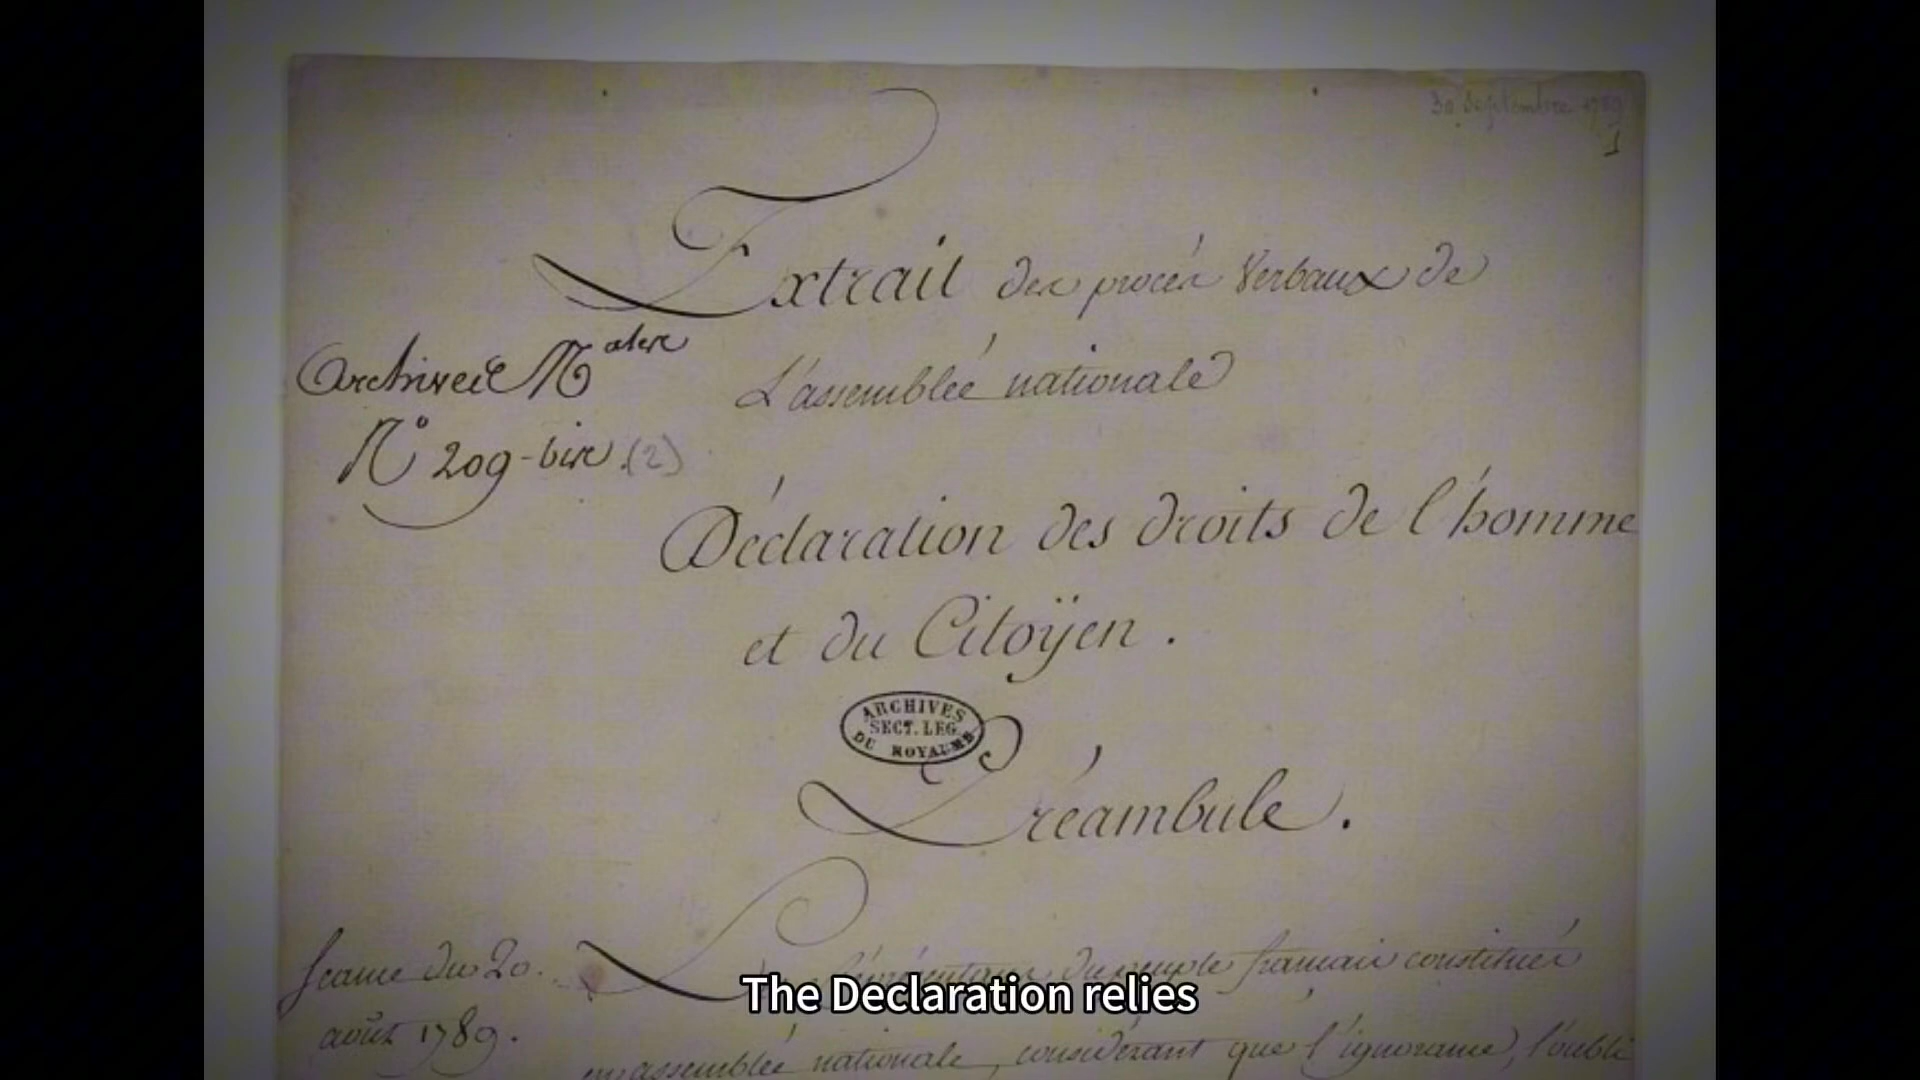 30 Septembre 1789
1
Extrait des procès Verbaux de
L'assemblée nationale
archives
N° 209-bis (2)
Déclaration des droits de l'homme
et du Citoÿen.
ARCHIVES
SECT. LEG.
DU ROYAUME
Préambule.
Séance du 20.
août 1789.
Les représentans du peuple francais constitués
en assemblée nationale, considérant que l'ignorance, l'oubli
The Declaration relies